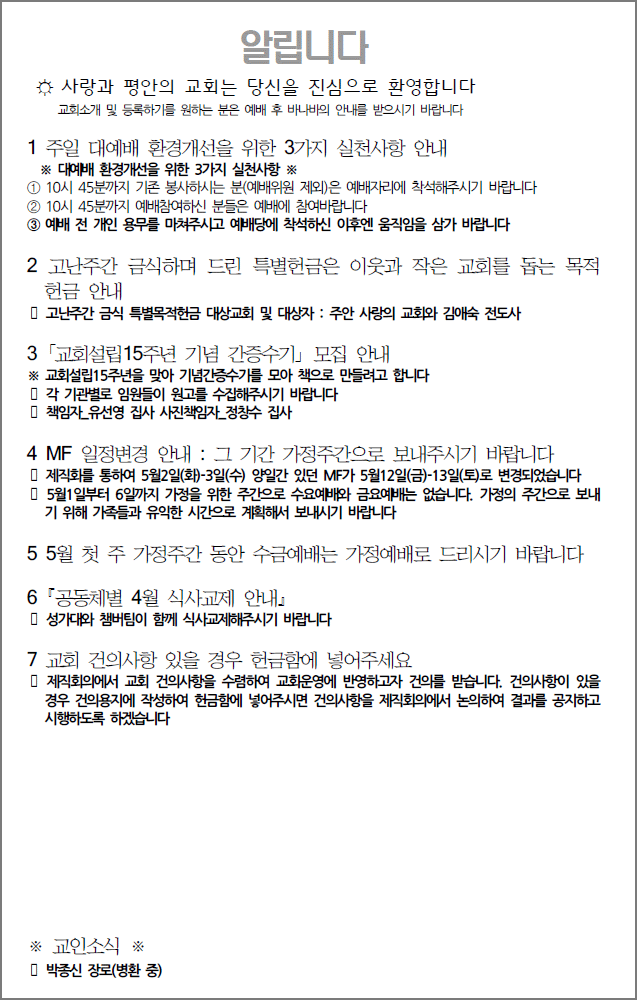 알립니다
☼ 사랑과 평안의 교회는 당신을 진심으로 환영합니다
교회소개 및 등록하기를 원하는 분은 예배 후 바나바의 안내를 받으시기 바랍니다
1 주일 대예배 환경개선을 위한 3가지 실천사항 안내
※ 대예배 환경개선을 위한 3가지 실천사항 ※
① 10시 45분까지 기존 봉사하시는 분(예배위원 제외)은 예배자리에 착석해주시기 바랍니다
② 10시 45분까지 예배참여하신 분들은 예배에 참여바랍니다
③ 예배 전 개인 용무를 마쳐주시고 예배당에 착석하신 이후엔 움직임을 삼가 바랍니다
2 고난주간 금식하며 드린 특별헌금은 이웃과 작은 교회를 돕는 목적
헌금 안내
▯ 고난주간 금식 특별목적헌금 대상교회 및 대상자 : 주안 사랑의 교회와 김애숙 전도사
3 「교회설립15주년 기념 간증수기」 모집 안내
※ 교회설립15주년을 맞아 기념간증수기를 모아 책으로 만들려고 합니다
▯ 각 기관별로 임원들이 원고를 수집해주시기 바랍니다
▯ 책임자_유선영 집사 사진책임자_정창수 집사
4 MF 일정변경 안내 : 그 기간 가정주간으로 보내주시기 바랍니다
▯ 제직회를 통하여 5월2일(화)-3일(수) 양일간 있던 MF가 5월12일(금)-13일(토)로 변경되었습니다
▯ 5월1일부터 6일까지 가정을 위한 주간으로 수요예배와 금요예배는 없습니다. 가정의 주간으로 보내
기 위해 가족들과 유익한 시간으로 계획해서 보내시기 바랍니다
5 5월 첫 주 가정주간 동안 수금예배는 가정예배로 드리시기 바랍니다
6 『공동체별 4월 식사교제 안내』
▯ 성가대와 챔버팀이 함께 식사교제해주시기 바랍니다
7 교회 건의사항 있을 경우 헌금함에 넣어주세요
▯ 제직회의에서 교회 건의사항을 수렴하여 교회운영에 반영하고자 건의를 받습니다. 건의사항이 있을
경우 건의용지에 작성하여 헌금함에 넣어주시면 건의사항을 제직회의에서 논의하여 결과를 공지하고
시행하도록 하겠습니다
※ 교인소식 ※
▯ 박종신 장로(병환 중)